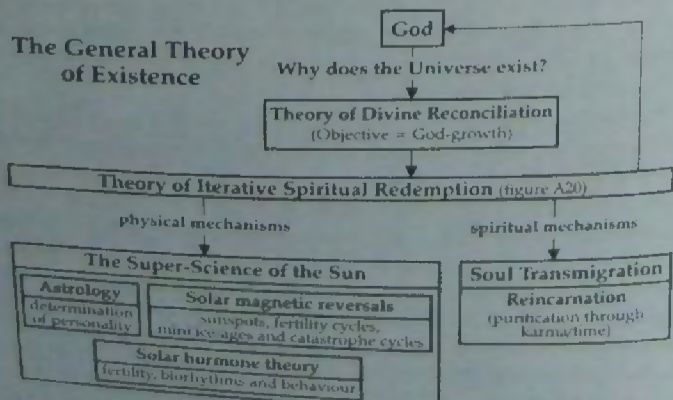 The General Theory
of Existence
God
Why does the Universe exist?
Theory of Divine Reconciliation
(Objective = God-growth)
Theory of Iterative Spiritual Redemption (figure A20)
physical mechanisms
spiritual mechanisms
The Super-Science of the Sun
Astrology
determination
of personality
Solar magnetic reversals
sunspots, fertility cycles,
mini ice-ages and catastrophe cycles
Solar hormone theory
fertility, biorhythms and behaviour
Soul Transmigration
Reincarnation
(purification through
karma/time)